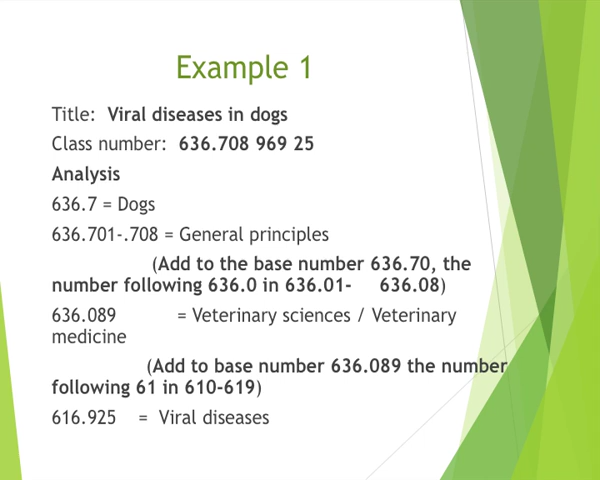 Example 1
Title: Viral diseases in dogs
Class number: 636.708 969 25
Analysis
636.7 = Dogs
636.701-.708 = General principles
(Add to the base number 636.70, the
number following 636.0 in 636.01- 636.08)
636.089 = Veterinary sciences / Veterinary
medicine
(Add to base number 636.089 the number
following 61 in 610-619)
616.925 = Viral diseases